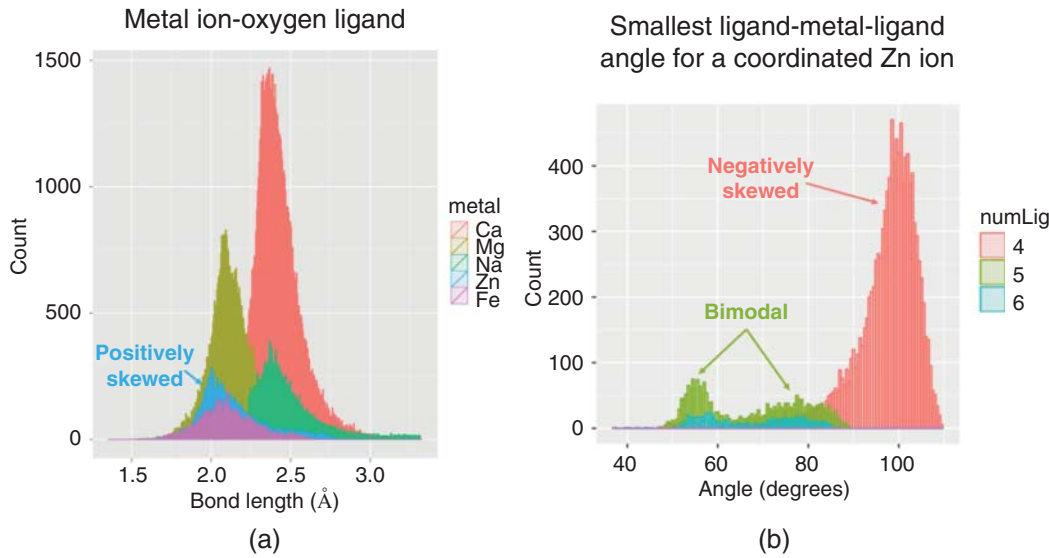 Metal ion-oxygen ligand
1500
1000
500
0
Count
Positively
skewed
1.5
2.0
2.5
3.0
Bond length (Å)
metal
Ca
Mg
Na
Zn
Fe
(a)
Smallest ligand-metal-ligand
angle for a coordinated Zn ion
400
300
200
100
0
Count
Negatively
skewed
Bimodal
40
60
80
100
Angle (degrees)
numLig
4
5
6
(b)